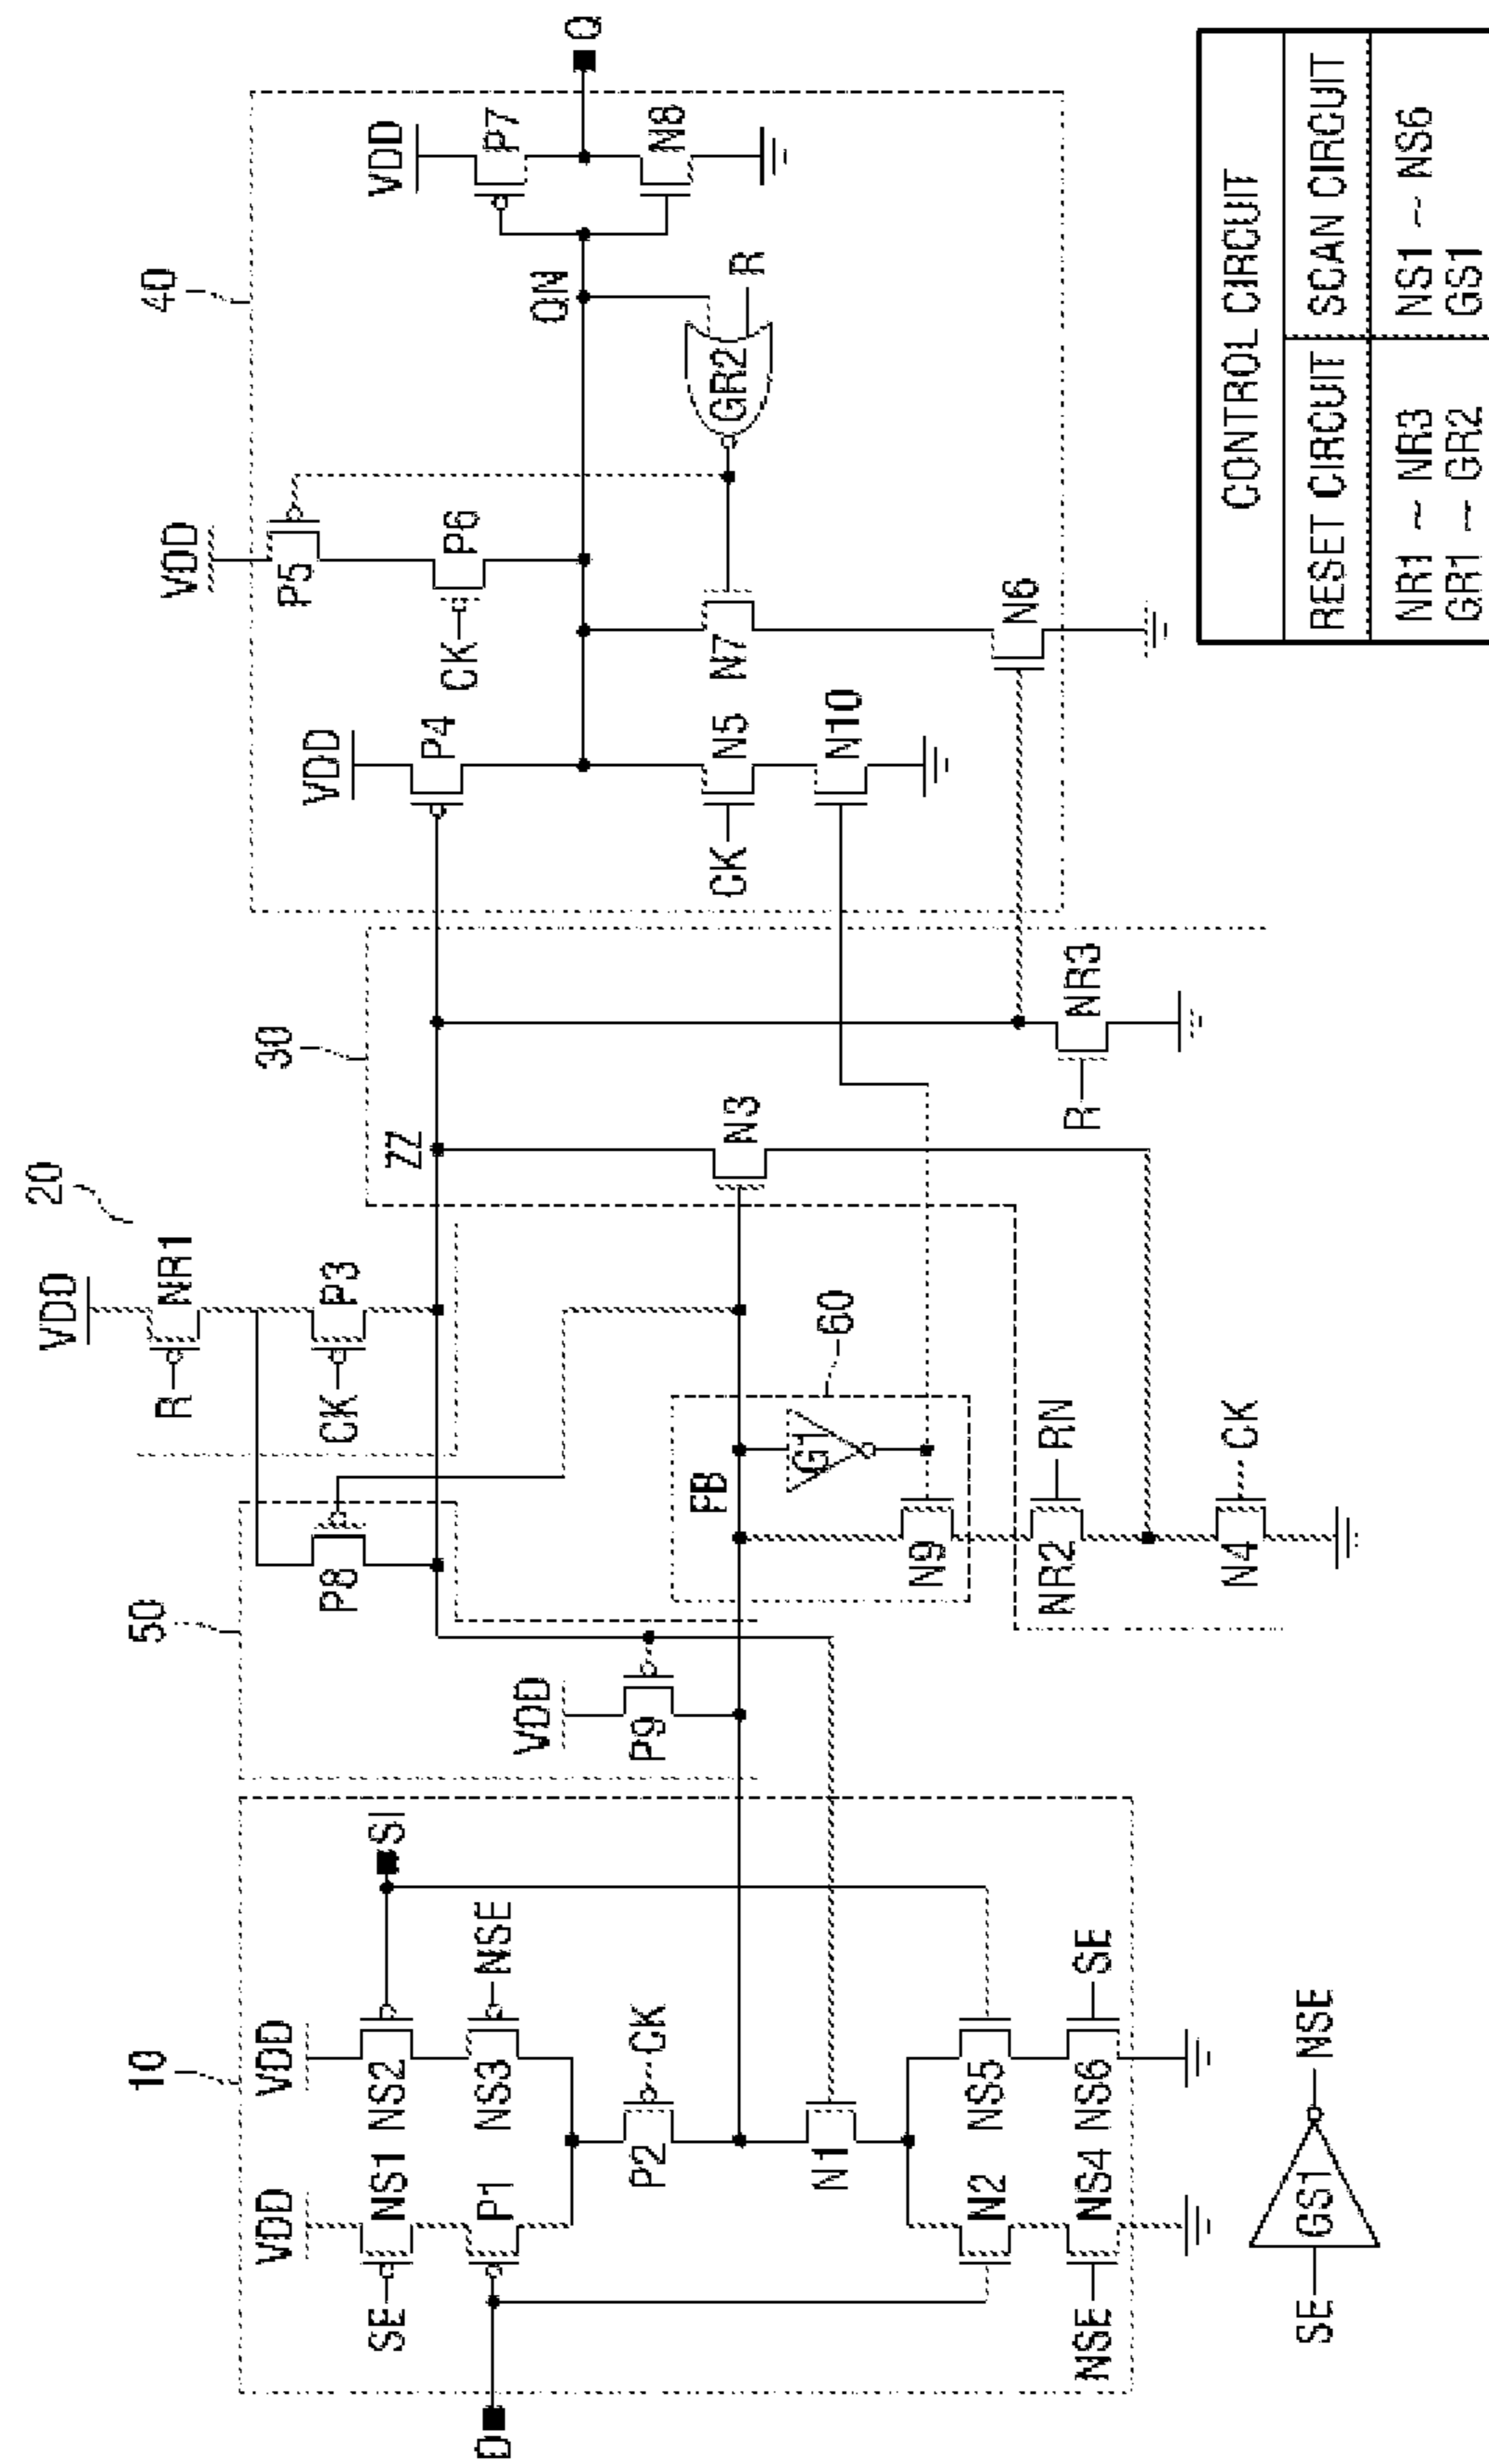 10
VDD
VDD
SE
NS1
NS2
SI
P1
NS3
NSE
D
P2
CK
N1
N2
NS5
NSE
NS4
NS6
SE
SE
GS1
NSE
50
P8
VDD
P9
FB
60
G1
N9
NR2
RN
N4
CK
20
VDD
R
NR1
CK
P3
ZZ
30
N3
R
NR3
40
VDD
P4
VDD
P5
CK
P6
CK
N5
N7
N10
N6
QN
GR2
R
VDD
P7
N8
Q
CONTROL CIRCUIT
RESET CIRCUIT
SCAN CIRCUIT
NR1 ~ NR3
GR1 ~ GR2
NS1 ~ NS6
GS1